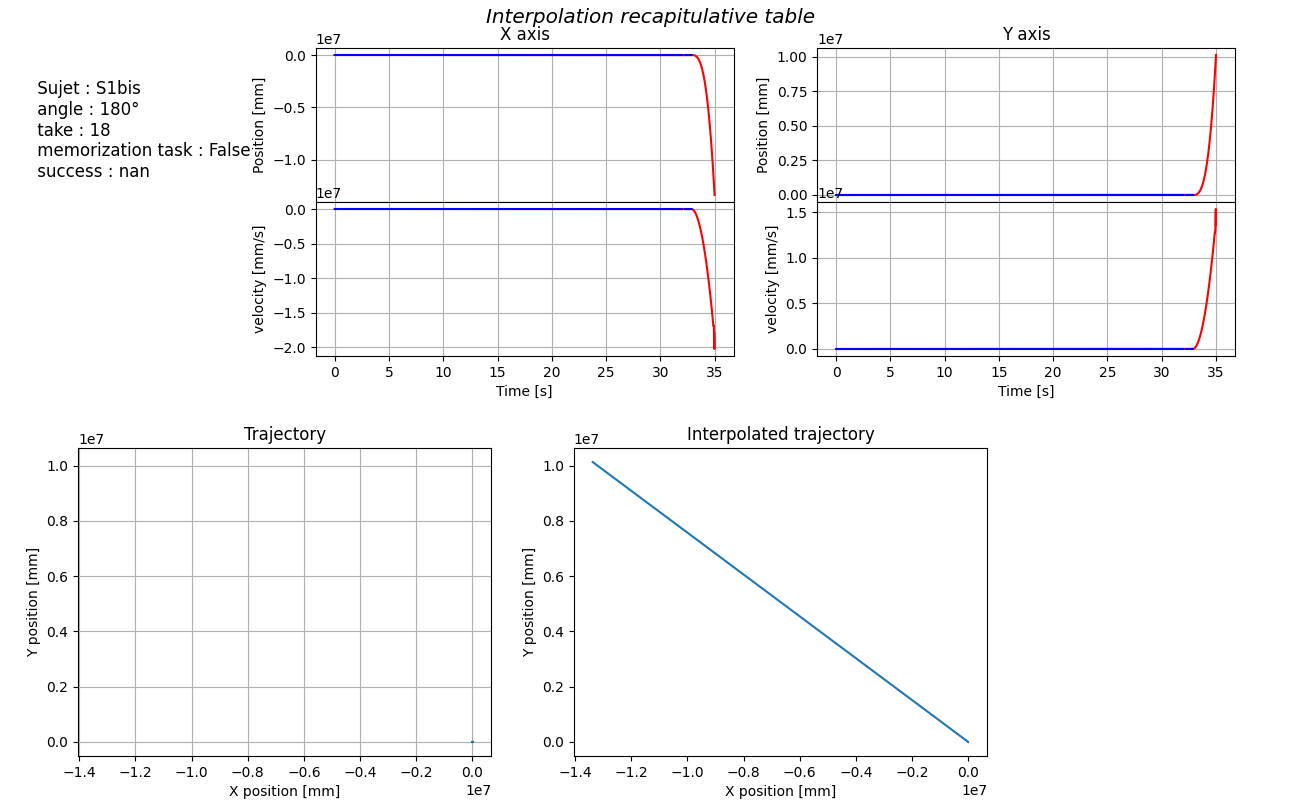 Interpolation recapitulative table
Sujet : S1bis
angle : 180°
take : 18
memorization task : False
success : nan
X axis
1e7
Position [mm]
0.0
−0.5
−1.0
1e7
velocity [mm/s]
0.0
−0.5
−1.0
−1.5
−2.0
0 5 10 15 20 25 30 35
Time [s]
Y axis
1e7
Position [mm]
1.00
0.75
0.50
0.25
0.00
1e7
velocity [mm/s]
1.5
1.0
0.5
0.0
0 5 10 15 20 25 30 35
Time [s]
Trajectory
1e7
Y position [mm]
1.0
0.8
0.6
0.4
0.2
0.0
−1.4 −1.2 −1.0 −0.8 −0.6 −0.4 −0.2 0.0
X position [mm]
1e7
Interpolated trajectory
1e7
Y position [mm]
1.0
0.8
0.6
0.4
0.2
0.0
−1.4 −1.2 −1.0 −0.8 −0.6 −0.4 −0.2 0.0
X position [mm]
1e7